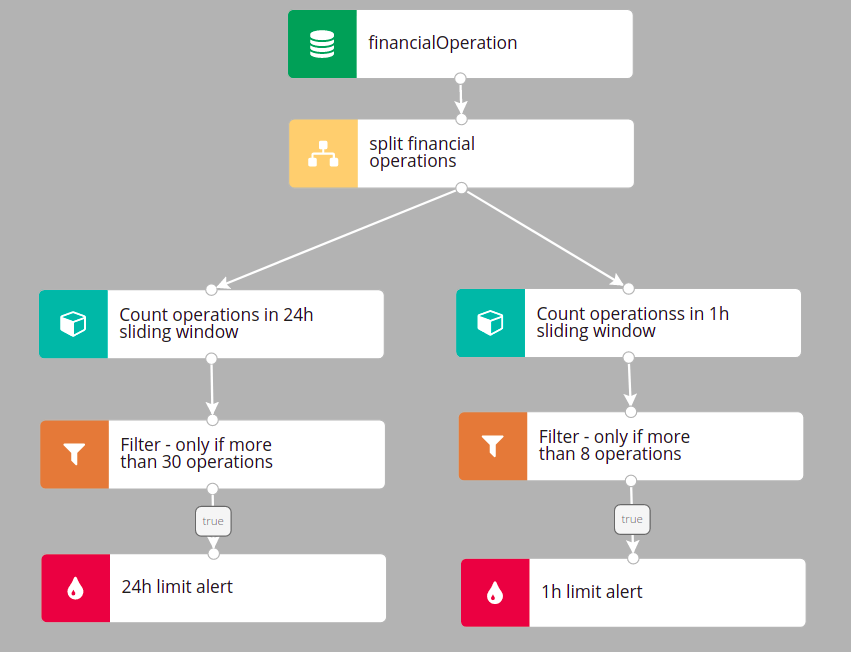 financialOperation
split financial
operations
Count operations in 24h
sliding window
Count operationss in 1h
sliding window
Filter - only if more
than 30 operations
Filter - only if more
than 8 operations
true
true
24h limit alert
1h limit alert